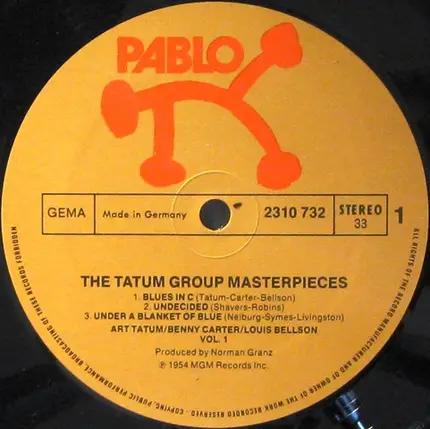 PABLO
GEMA
Made in Germany
2310 732
STEREO
33
1
THE TATUM GROUP MASTERPIECES
1. BLUES IN C (Tatum-Carter-Bellson)
2. UNDECIDED (Shavers-Robins)
3. UNDER A BLANKET OF BLUE (Neiburg-Symes-Livingston)
ART TATUM/BENNY CARTER/LOUIS BELLSON
VOL. 1
Produced by Norman Granz
℗ 1954 MGM Records Inc.
ALL RIGHTS OF THE RECORD MANUFACTURER AND OF OWNER OF THE WORK RECORDED RESERVED - COPYING, PUBLIC PERFORMANCE, BROADCASTING OF THESE RECORDS FORBIDDEN